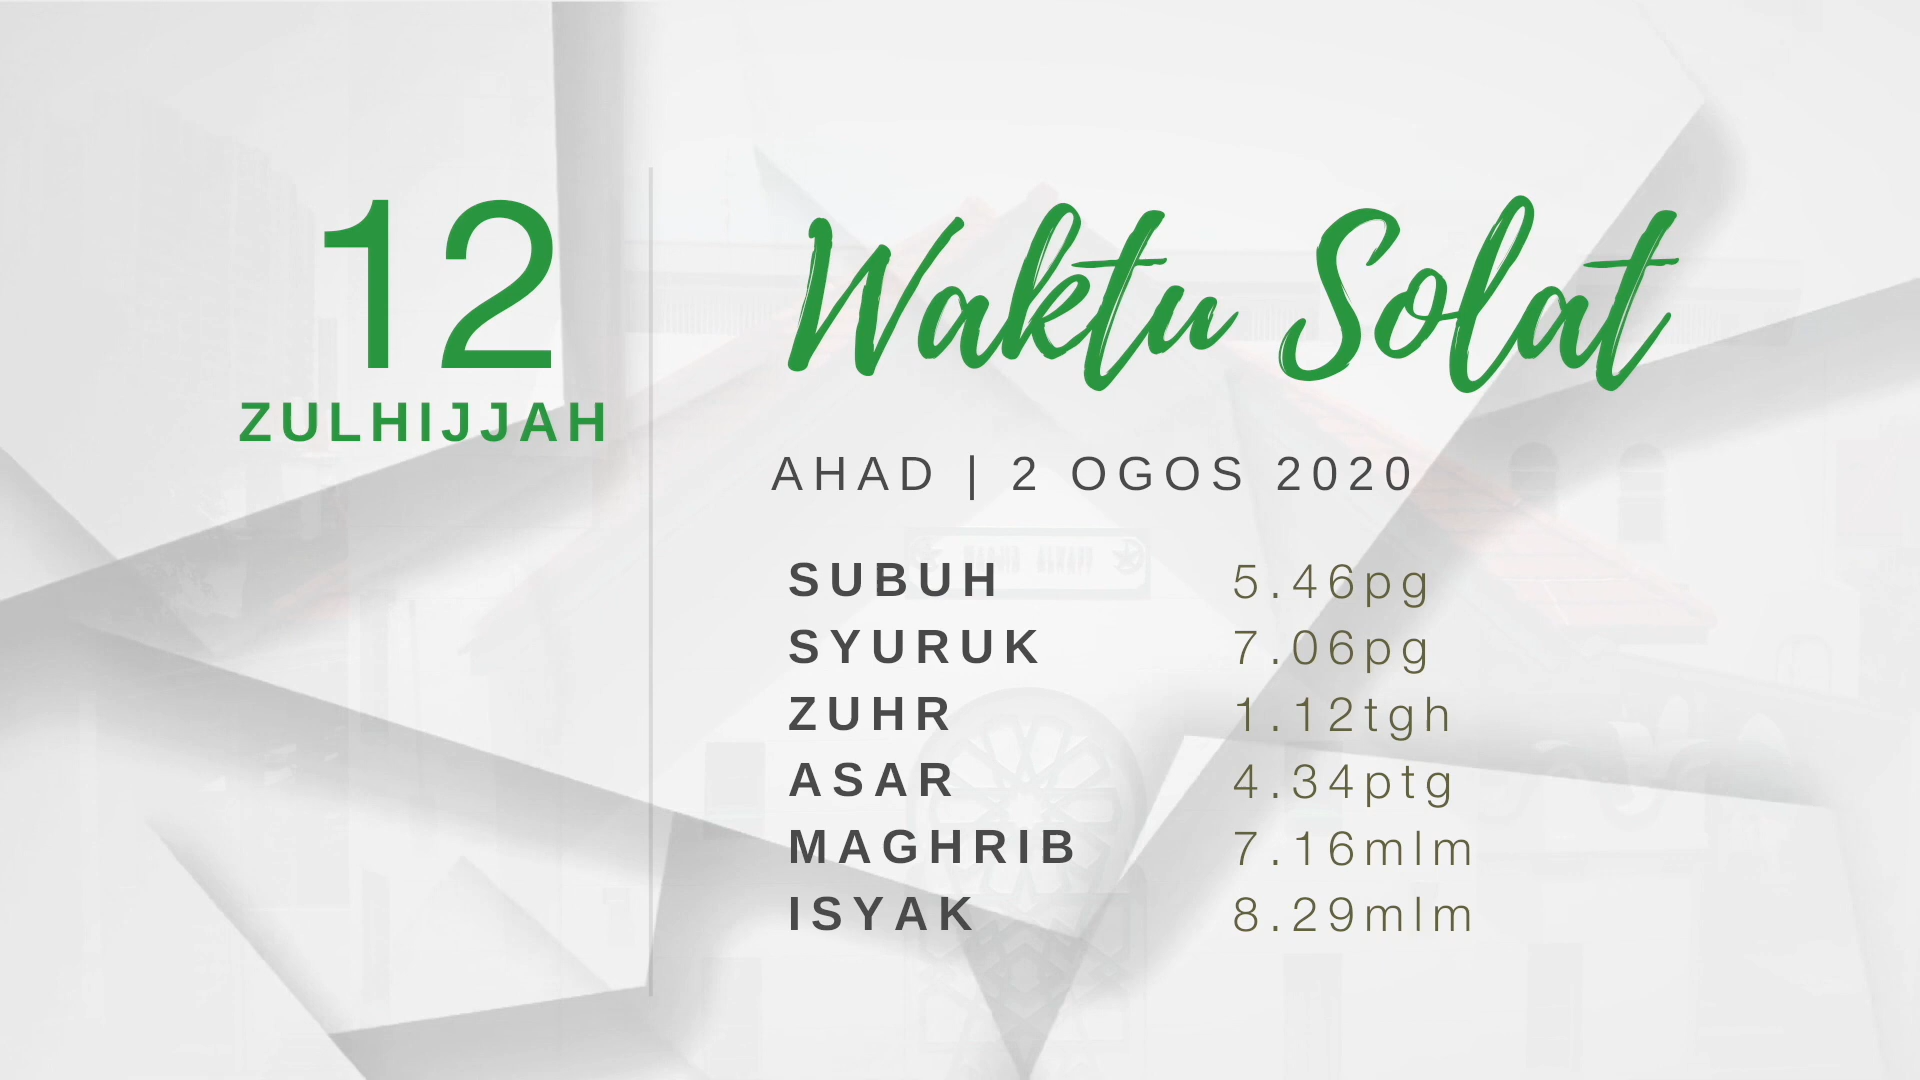 12
ZULHIJJAH
Waktu Solat
AHAD | 2 OGOS 2020
SUBUH 5.46pg
SYURUK 7.06pg
ZUHR 1.12tgh
ASAR 4.34ptg
MAGHRIB 7.16mlm
ISYAK 8.29mlm